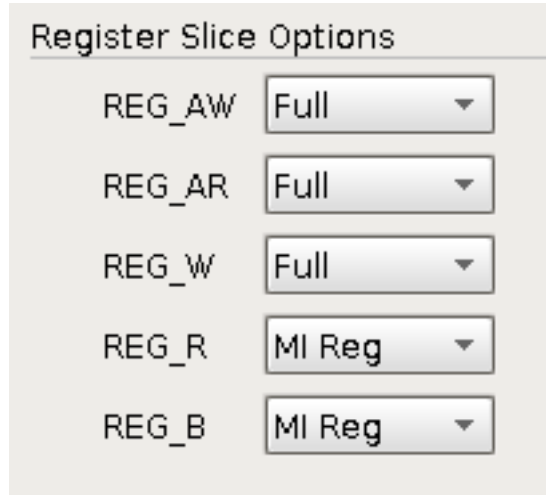 Register Slice Options
REG_AW Full
REG_AR Full
REG_W Full
REG_R MI Reg
REG_B MI Reg